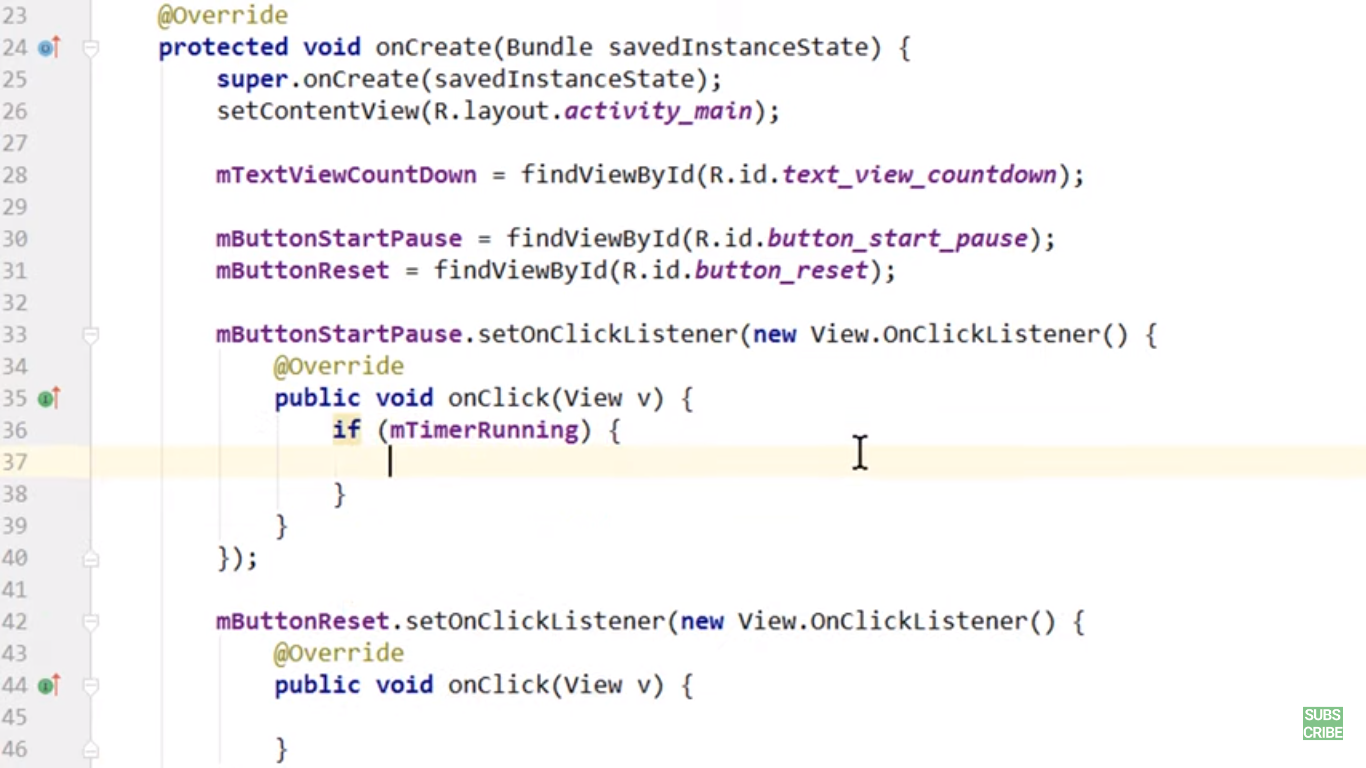 23 @Override
24 protected void onCreate(Bundle savedInstanceState) {
25 super.onCreate(savedInstanceState);
26 setContentView(R.layout.activity_main);
27
28 mTextViewCountDown = findViewById(R.id.text_view_countdown);
29
30 mButtonStartPause = findViewById(R.id.button_start_pause);
31 mButtonReset = findViewById(R.id.button_reset);
32
33 mButtonStartPause.setOnClickListener(new View.OnClickListener() {
34 @Override
35 public void onClick(View v) {
36 if (mTimerRunning) {
37
38 }
39 }
40 });
41
42 mButtonReset.setOnClickListener(new View.OnClickListener() {
43 @Override
44 public void onClick(View v) {
45
46 }
SUBS
CRIBE